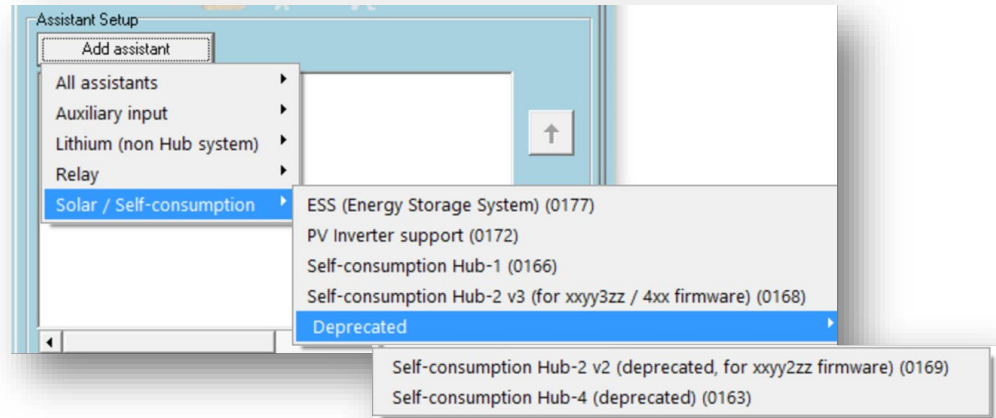 Assistant Setup
Add assistant
All assistants
Auxiliary input
Lithium (non Hub system)
Relay
Solar / Self-consumption
ESS (Energy Storage System) (0177)
PV Inverter support (0172)
Self-consumption Hub-1 (0166)
Self-consumption Hub-2 v3 (for xxyy3zz / 4xx firmware) (0168)
Deprecated
Self-consumption Hub-2 v2 (deprecated, for xxyy2zz firmware) (0169)
Self-consumption Hub-4 (deprecated) (0163)